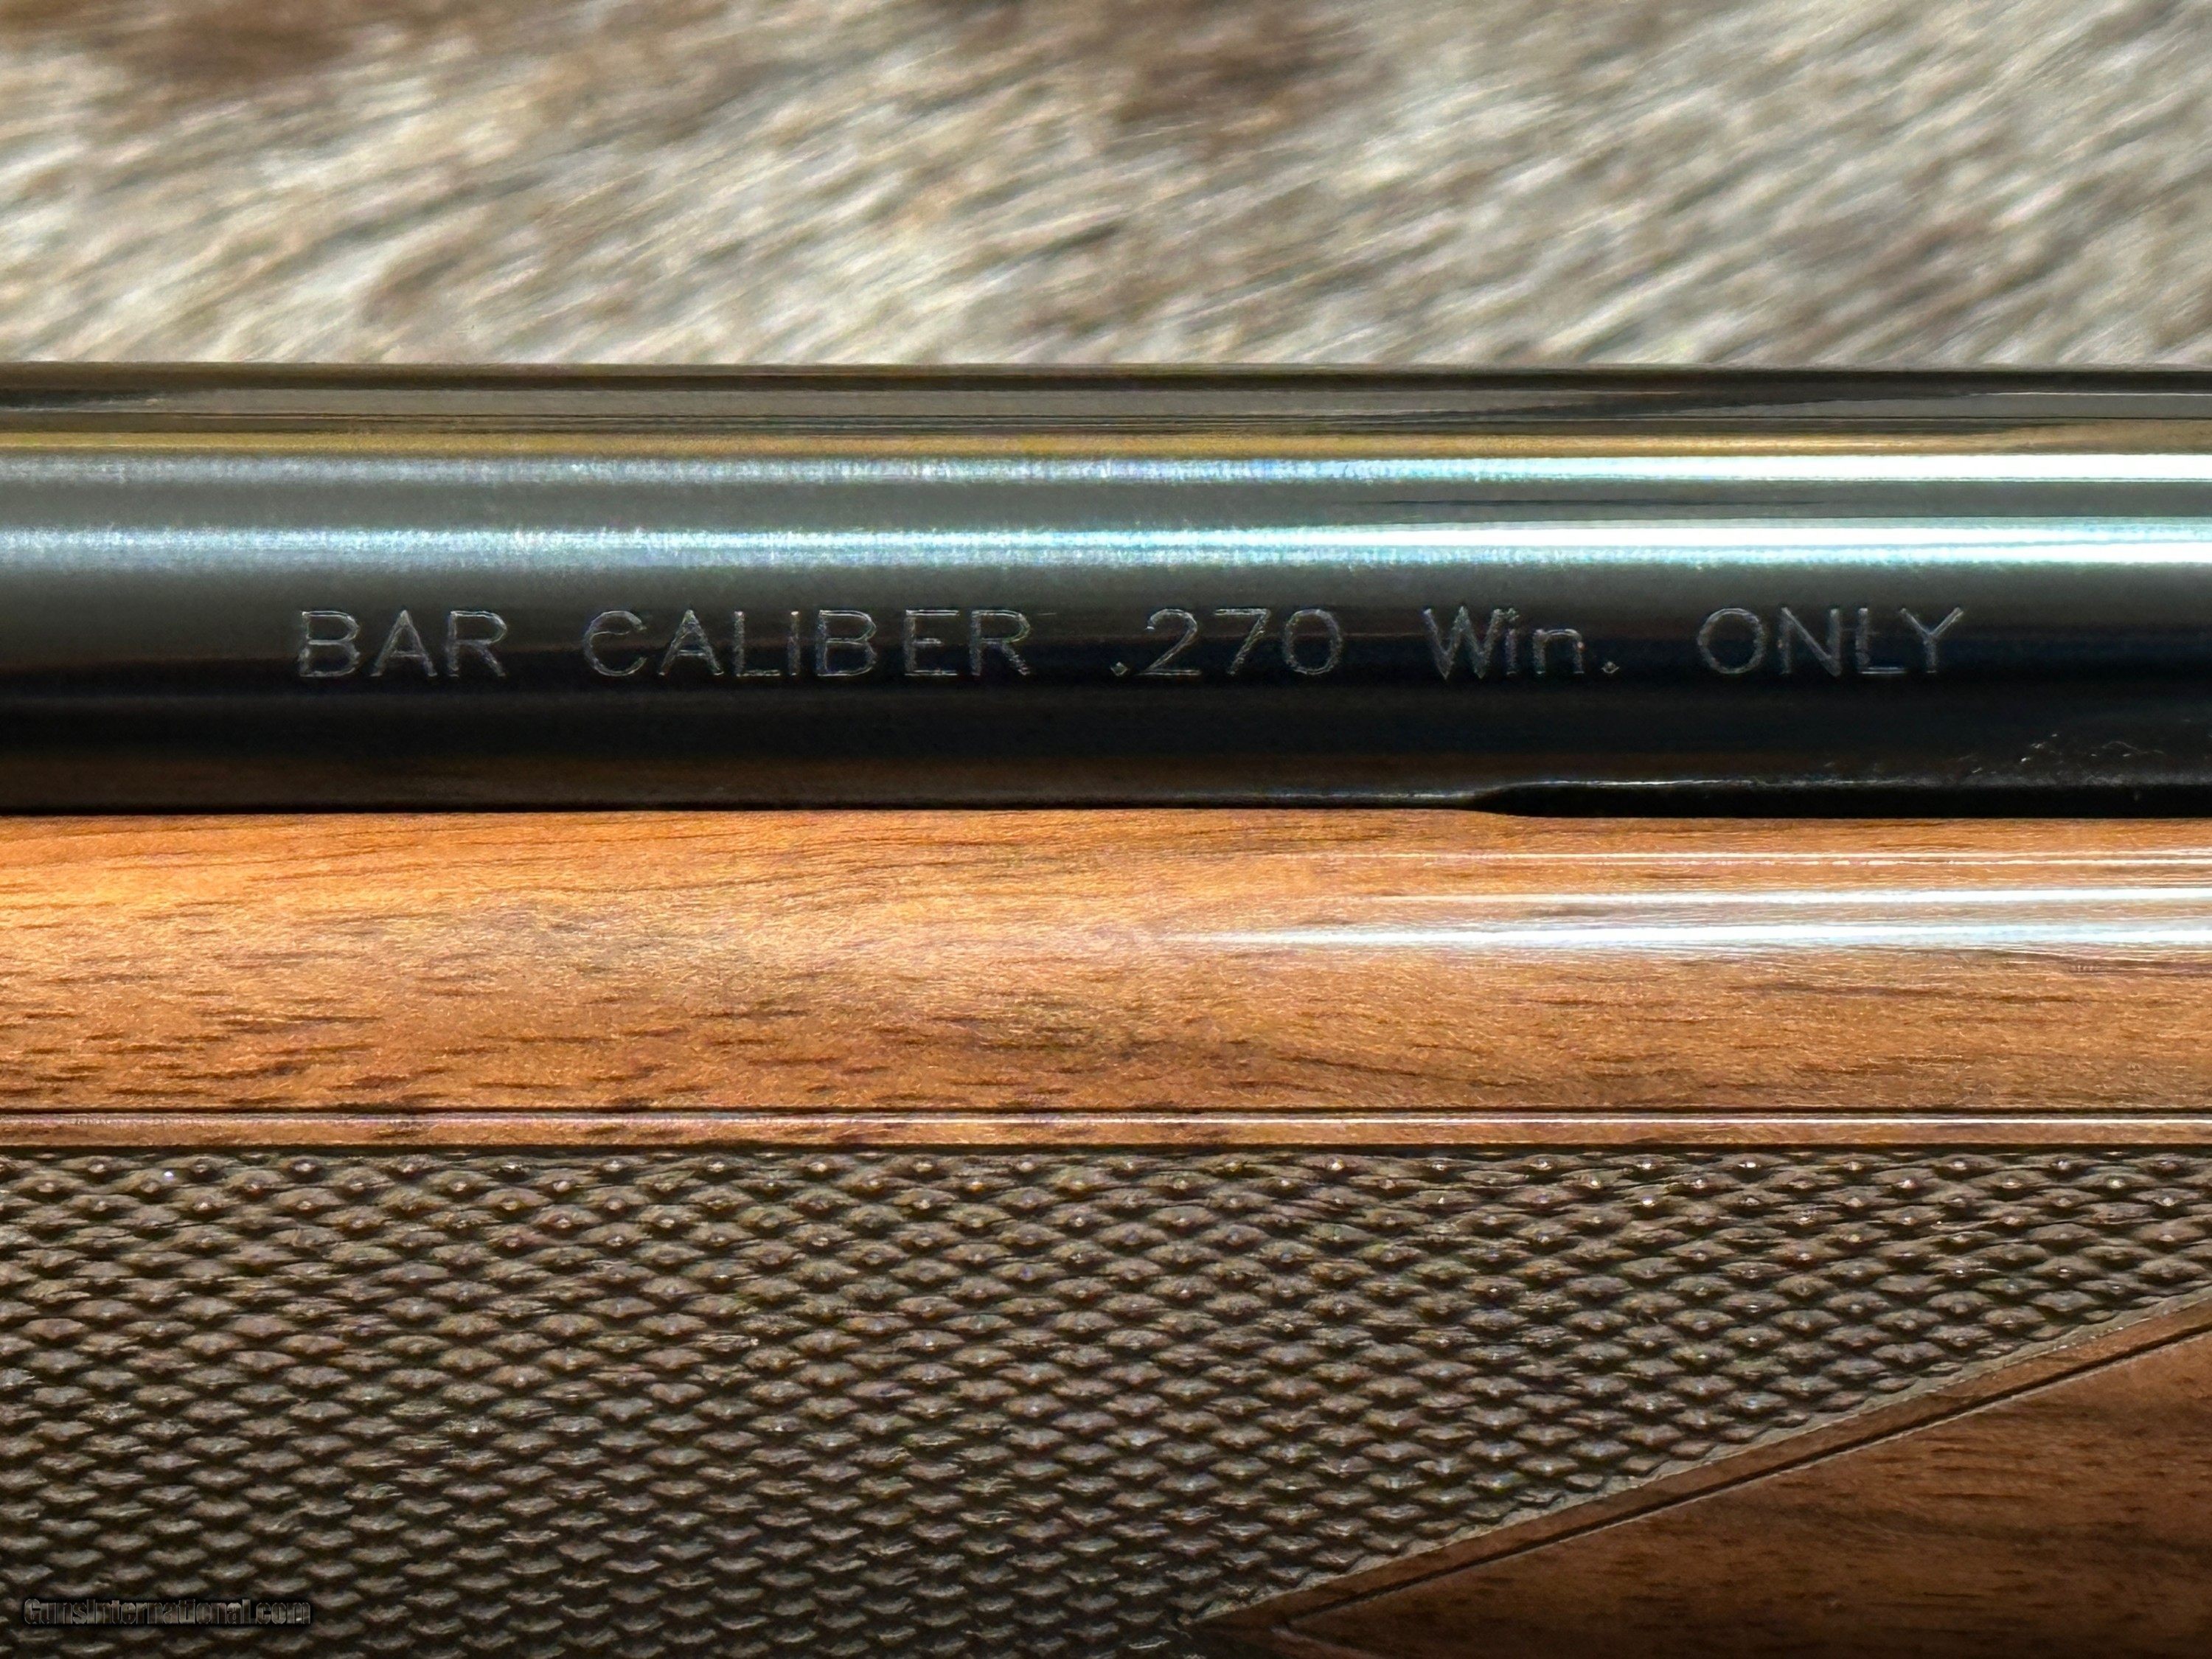 BAR CALIBER .270 Win. ONLY
GunsInternational.com